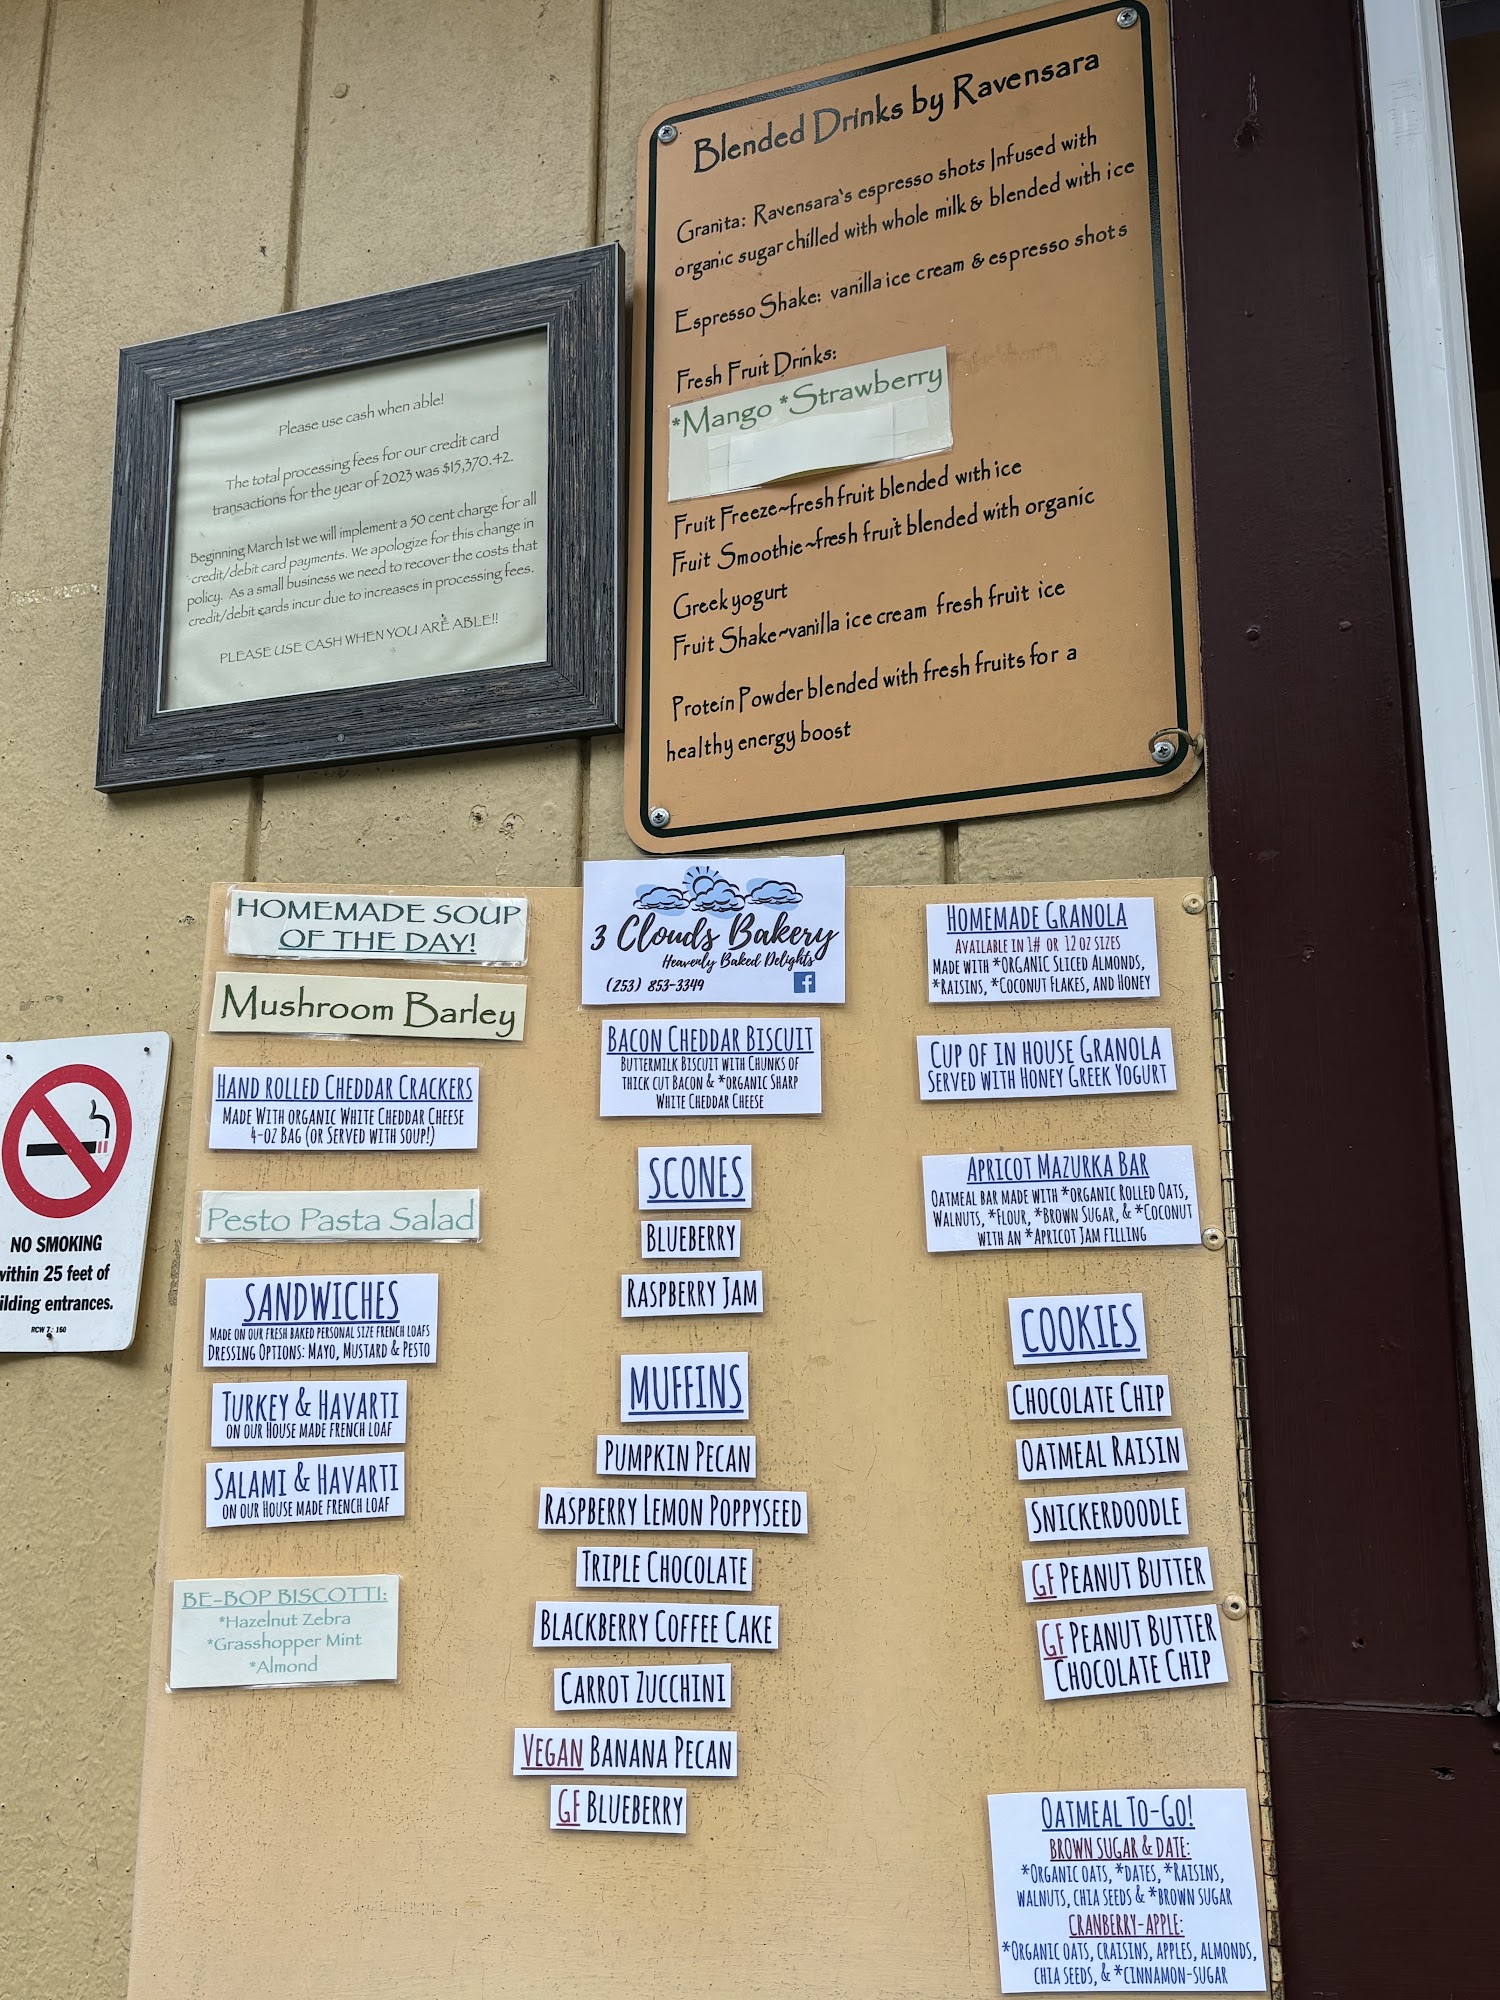 Blended Drinks by Ravensara
Granita: Ravensara's espresso shots Infused with
organic sugar chilled with whole milk & blended with ice
Espresso Shake: vanilla ice cream & espresso shots
Fresh Fruit Drinks:
*Mango *Strawberry
Fruit Freeze~fresh fruit blended with ice
Fruit Smoothie~fresh fruit blended with organic
Greek yogurt
Fruit Shake~vanilla ice cream fresh fruit ice
Protein Powder blended with fresh fruits for a
healthy energy boost
Please use cash when able!
The total processing fees for our credit card
transactions for the year of 2023 was $15,370.42.
Beginning March 1st we will implement a 50 cent charge for all
credit/debit card payments. We apologize for this change in
policy. As a small business we need to recover the costs that
credit/debit cards incur due to increases in processing fees.
PLEASE USE CASH WHEN YOU ARE ABLE!!
NO SMOKING
within 25 feet of
ilding entrances.
HOMEMADE SOUP
OF THE DAY!
Mushroom Barley
HAND ROLLED CHEDDAR CRACKERS
MADE WITH ORGANIC WHITE CHEDDAR CHEESE
4-OZ BAG (OR SERVED WITH SOUP!)
Pesto Pasta Salad
SANDWICHES
MADE ON OUR FRESH BAKED PERSONAL SIZE FRENCH LOAFS
DRESSING OPTIONS: MAYO, MUSTARD & PESTO
TURKEY & HAVARTI
ON OUR HOUSE MADE FRENCH LOAF
SALAMI & HAVARTI
ON OUR HOUSE MADE FRENCH LOAF
BE-BOP BISCOTTI:
*Hazelnut Zebra
*Grasshopper Mint
*Almond
3 Clouds Bakery
Heavenly Baked Delights
(253) 853-3349
f
BACON CHEDDAR BISCUIT
BUTTERMILK BISCUIT WITH CHUNKS OF
THICK CUT BACON & *ORGANIC SHARP
WHITE CHEDDAR CHEESE
SCONES
BLUEBERRY
RASPBERRY JAM
MUFFINS
PUMPKIN PECAN
RASPBERRY LEMON POPPYSEED
TRIPLE CHOCOLATE
BLACKBERRY COFFEE CAKE
CARROT ZUCCHINI
VEGAN BANANA PECAN
GF BLUEBERRY
HOMEMADE GRANOLA
AVAILABLE IN 1# OR 12 OZ SIZES
MADE WITH *ORGANIC SLICED ALMONDS,
*RAISINS, *COCONUT FLAKES, AND HONEY
CUP OF IN HOUSE GRANOLA
SERVED WITH HONEY GREEK YOGURT
APRICOT MAZURKA BAR
OATMEAL BAR MADE WITH *ORGANIC ROLLED OATS,
WALNUTS, *FLOUR, *BROWN SUGAR, & *COCONUT
WITH AN *APRICOT JAM FILLING
COOKIES
CHOCOLATE CHIP
OATMEAL RAISIN
SNICKERDOODLE
GF PEANUT BUTTER
GF PEANUT BUTTER
CHOCOLATE CHIP
OATMEAL TO-GO!
BROWN SUGAR & DATE:
*ORGANIC OATS, *DATES, *RAISINS,
WALNUTS, CHIA SEEDS & *BROWN SUGAR
CRANBERRY-APPLE:
*ORGANIC OATS, CRAISINS, APPLES, ALMONDS,
CHIA SEEDS, & *CINNAMON-SUGAR